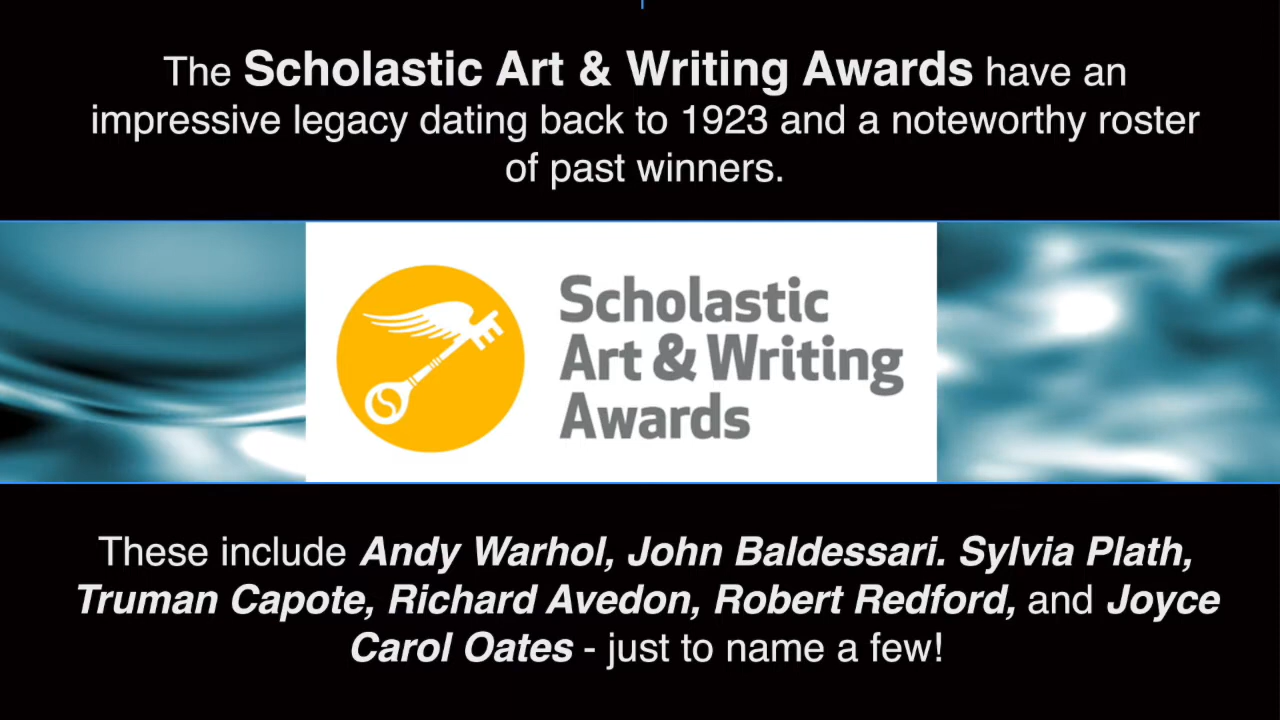 The Scholastic Art & Writing Awards have an
impressive legacy dating back to 1923 and a noteworthy roster
of past winners.
Scholastic
Art & Writing
Awards
These include Andy Warhol, John Baldessari. Sylvia Plath,
Truman Capote, Richard Avedon, Robert Redford, and Joyce
Carol Oates - just to name a few!